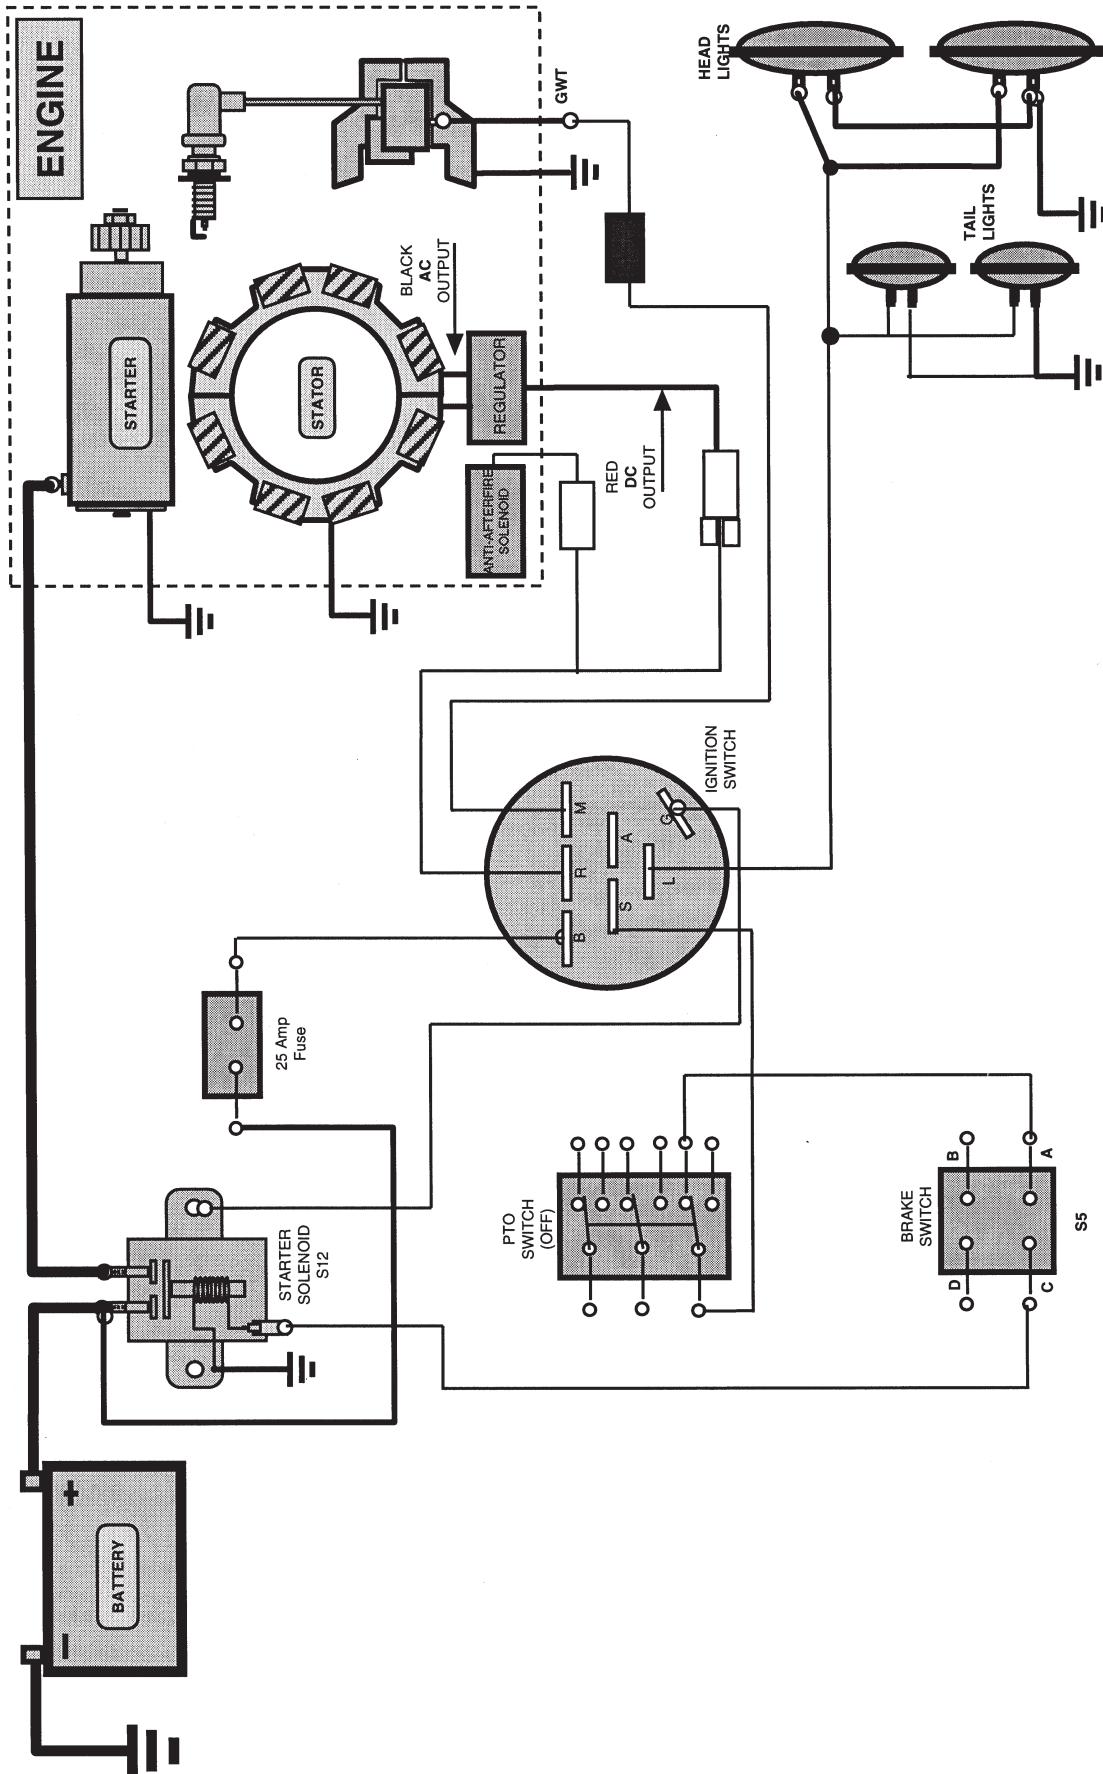 ENGINE
HEAD
LIGHTS
GWT
TAIL
LIGHTS
BLACK
AC
OUTPUT
STARTER
STATOR
REGULATOR
RED
DC
OUTPUT
ANTI-AFTERFIRE
SOLENOID
IGNITION
SWITCH
M
G
A
R
L
S
B
25 Amp
Fuse
PTO
SWITCH
(OFF)
BRAKE
SWITCH
B
A
D
C
S5
STARTER
SOLENOID
S12
+
BATTERY
–